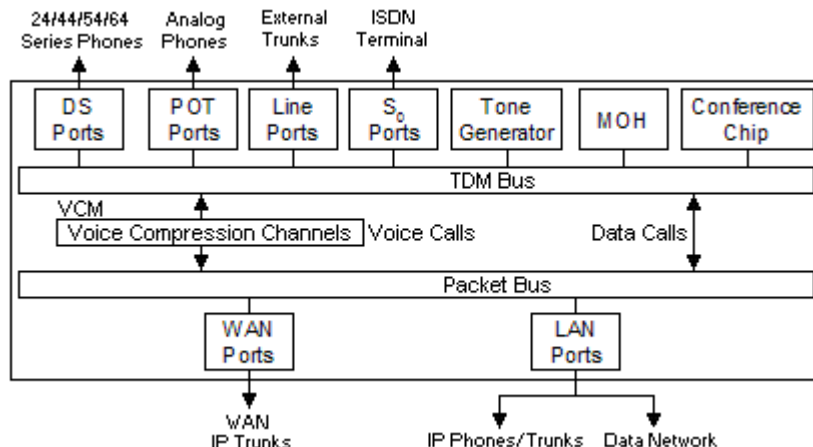 24/44/54/64
Series Phones
Analog
Phones
External
Trunks
ISDN
Terminal
DS
Ports
POT
Ports
Line
Ports
S0
Ports
Tone
Generator
MOH
Conference
Chip
TDM Bus
VCM
Voice Compression Channels
Voice Calls
Data Calls
Packet Bus
WAN
Ports
LAN
Ports
WAN
IP Trunks
IP Phones/Trunks
Data Network